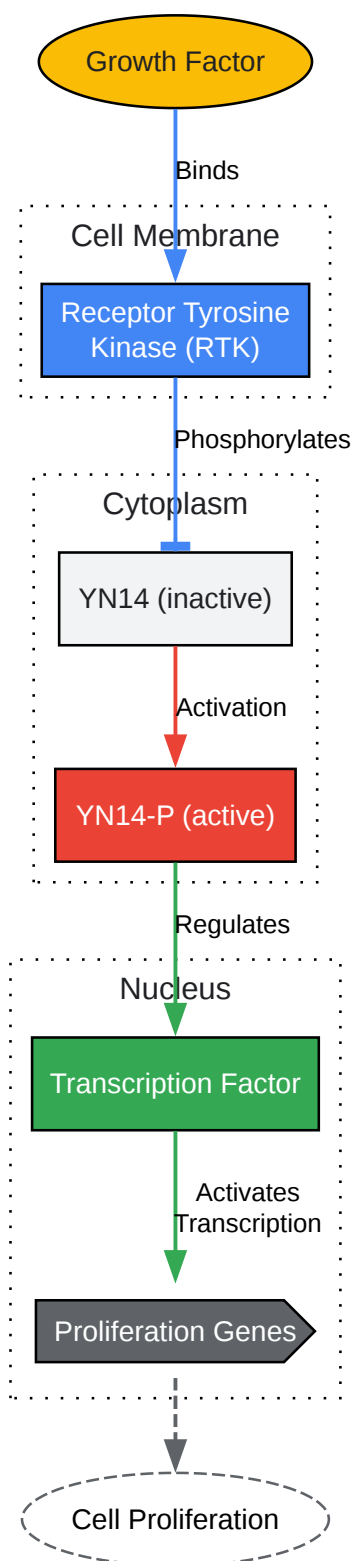 Growth Factor
Binds
Cell Membrane
Receptor Tyrosine
Kinase (RTK)
Phosphorylates
Cytoplasm
YN14 (inactive)
Activation
YN14-P (active)
Regulates
Nucleus
Transcription Factor
Activates
Transcription
Proliferation Genes
Cell Proliferation